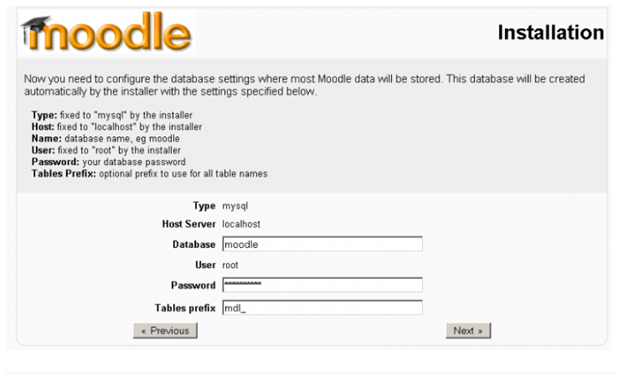 moodle
Installation
Now you need to configure the database settings where most Moodle data will be stored. This database will be created
automatically by the installer with the settings specified below.
Type: fixed to "mysql" by the installer
Host: fixed to "localhost" by the installer
Name: database name, eg moodle
User: fixed to "root" by the installer
Password: your database password
Tables Prefix: optional prefix to use for all table names
Type mysql
Host Server localhost
Database moodle
User root
Password **********
Tables prefix mdl_
« Previous Next »